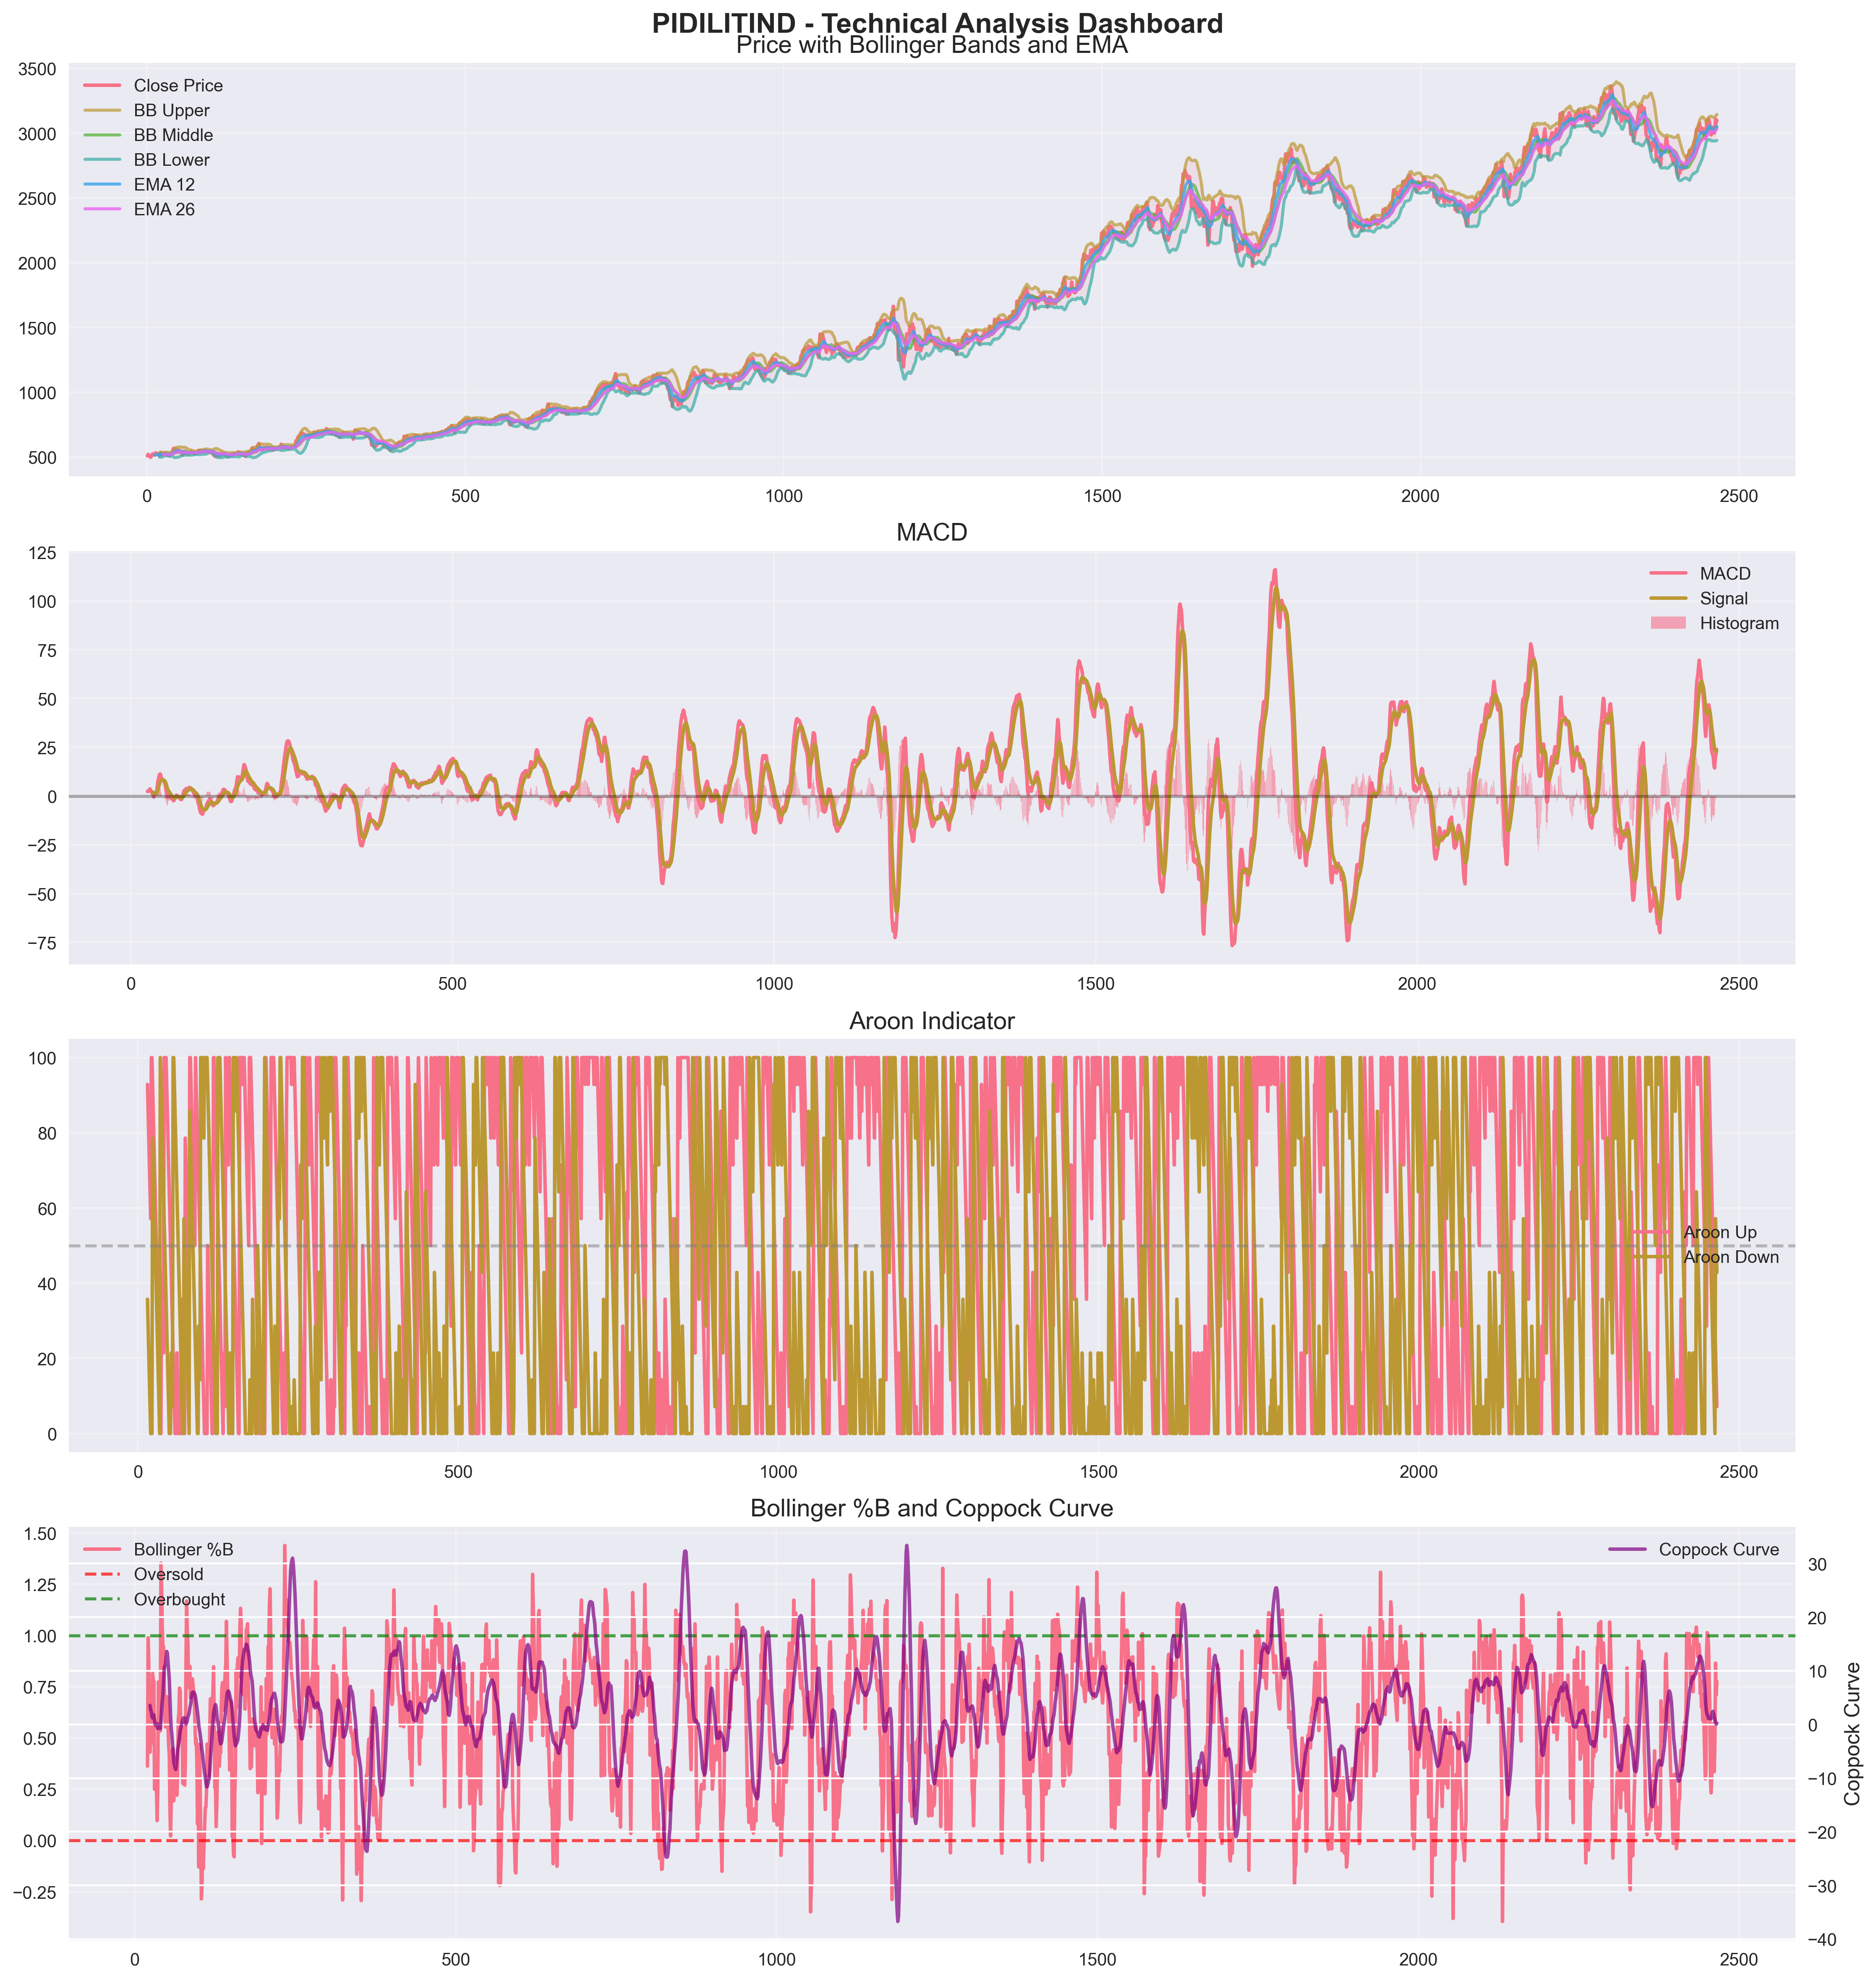 PIDILITIND - Technical Analysis Dashboard
Price with Bollinger Bands and EMA
3500
3000
2500
2000
1500
1000
500
Close Price
BB Upper
BB Middle
BB Lower
EMA 12
EMA 26
0 500 1000 1500 2000 2500
MACD
125
100
75
50
25
0
−25
−50
−75
MACD
Signal
Histogram
0 500 1000 1500 2000 2500
Aroon Indicator
100
80
60
40
20
0
Aroon Up
Aroon Down
0 500 1000 1500 2000 2500
Bollinger %B and Coppock Curve
1.50
1.25
1.00
0.75
0.50
0.25
0.00
−0.25
Bollinger %B
Oversold
Overbought
Coppock Curve
30
20
10
0
−10
−20
−30
−40
Coppock Curve
0 500 1000 1500 2000 2500